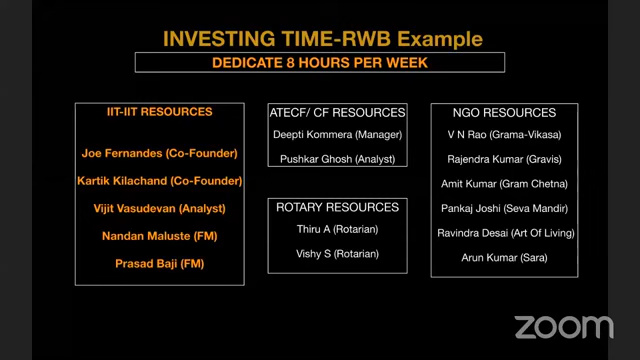 INVESTING TIME-RWB Example
DEDICATE 8 HOURS PER WEEK
IIT-IIT RESOURCES
Joe Fernandes (Co-Founder)
Kartik Kilachand (Co-Founder)
Vijit Vasudevan (Analyst)
Nandan Maluste (FM)
Prasad Baji (FM)
ATECF/ CF RESOURCES
Deepti Kommera (Manager)
Pushkar Ghosh (Analyst)
ROTARY RESOURCES
Thiru A (Rotarian)
Vishy S (Rotarian)
NGO RESOURCES
V N Rao (Grama-Vikasa)
Rajendra Kumar (Gravis)
Amit Kumar (Gram Chetna)
Pankaj Joshi (Seva Mandir)
Ravindra Desai (Art Of Living)
Arun Kumar (Sara)
zoom